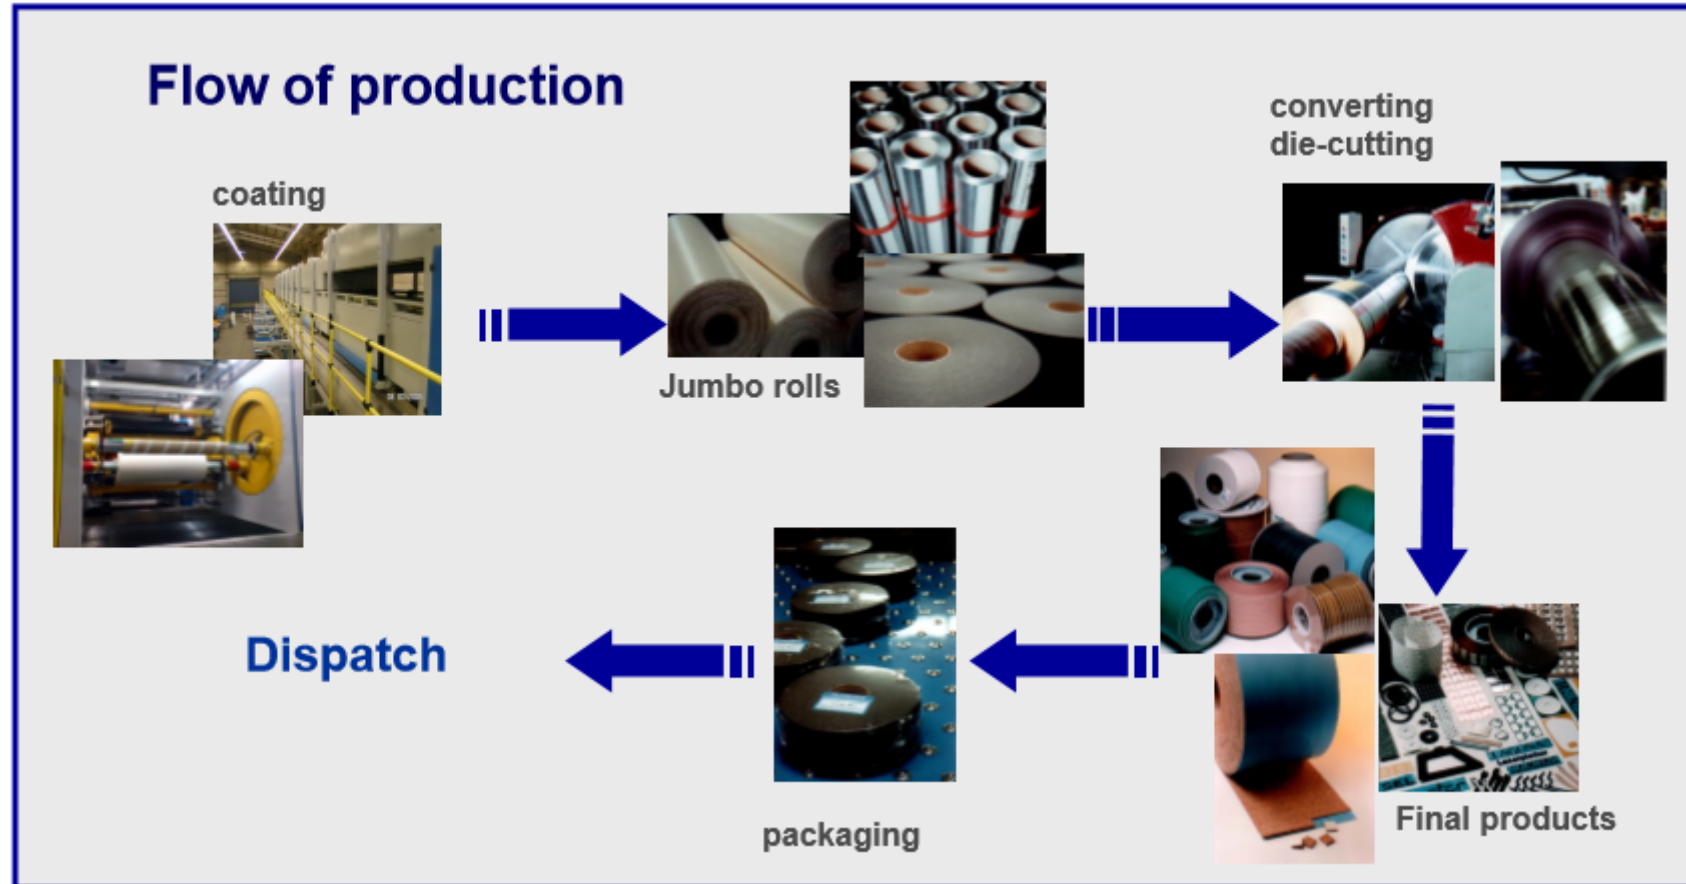 Flow of production
coating
Jumbo rolls
converting
die-cutting
Final products
packaging
Dispatch